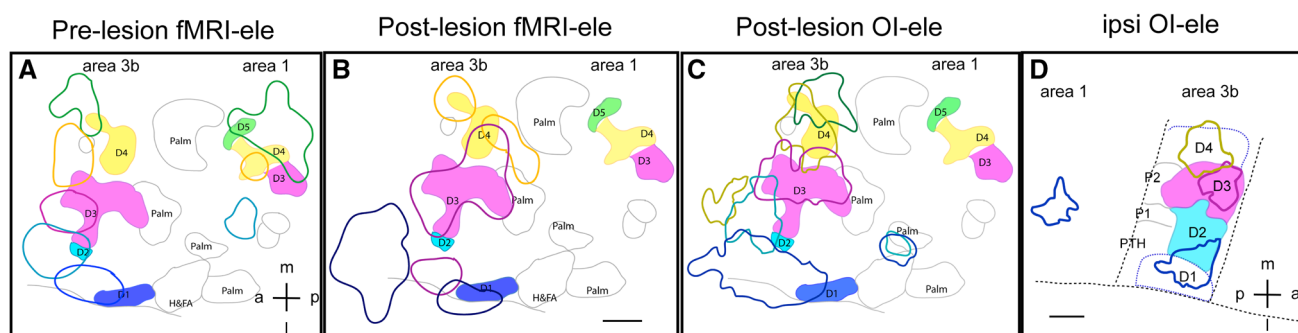 Pre-lesion fMRI-ele
Post-lesion fMRI-ele
Post-lesion OI-ele
ipsi OI-ele
A
area 3b
area 1
Palm
D5
D4
D4
D3
D3
Palm
D2
Palm
D1
H&FA
Palm
m
a
p
l
B
area 3b
area 1
Palm
D5
D4
D4
D3
D3
D2
D1
H&FA
Palm
C
area 3b
area 1
Palm
D5
D4
D4
D3
D3
Palm
D2
D1
H&FA
Palm
D
area 1
area 3b
D4
P2
D3
P1
D2
PTH
D1
m
p
a
l